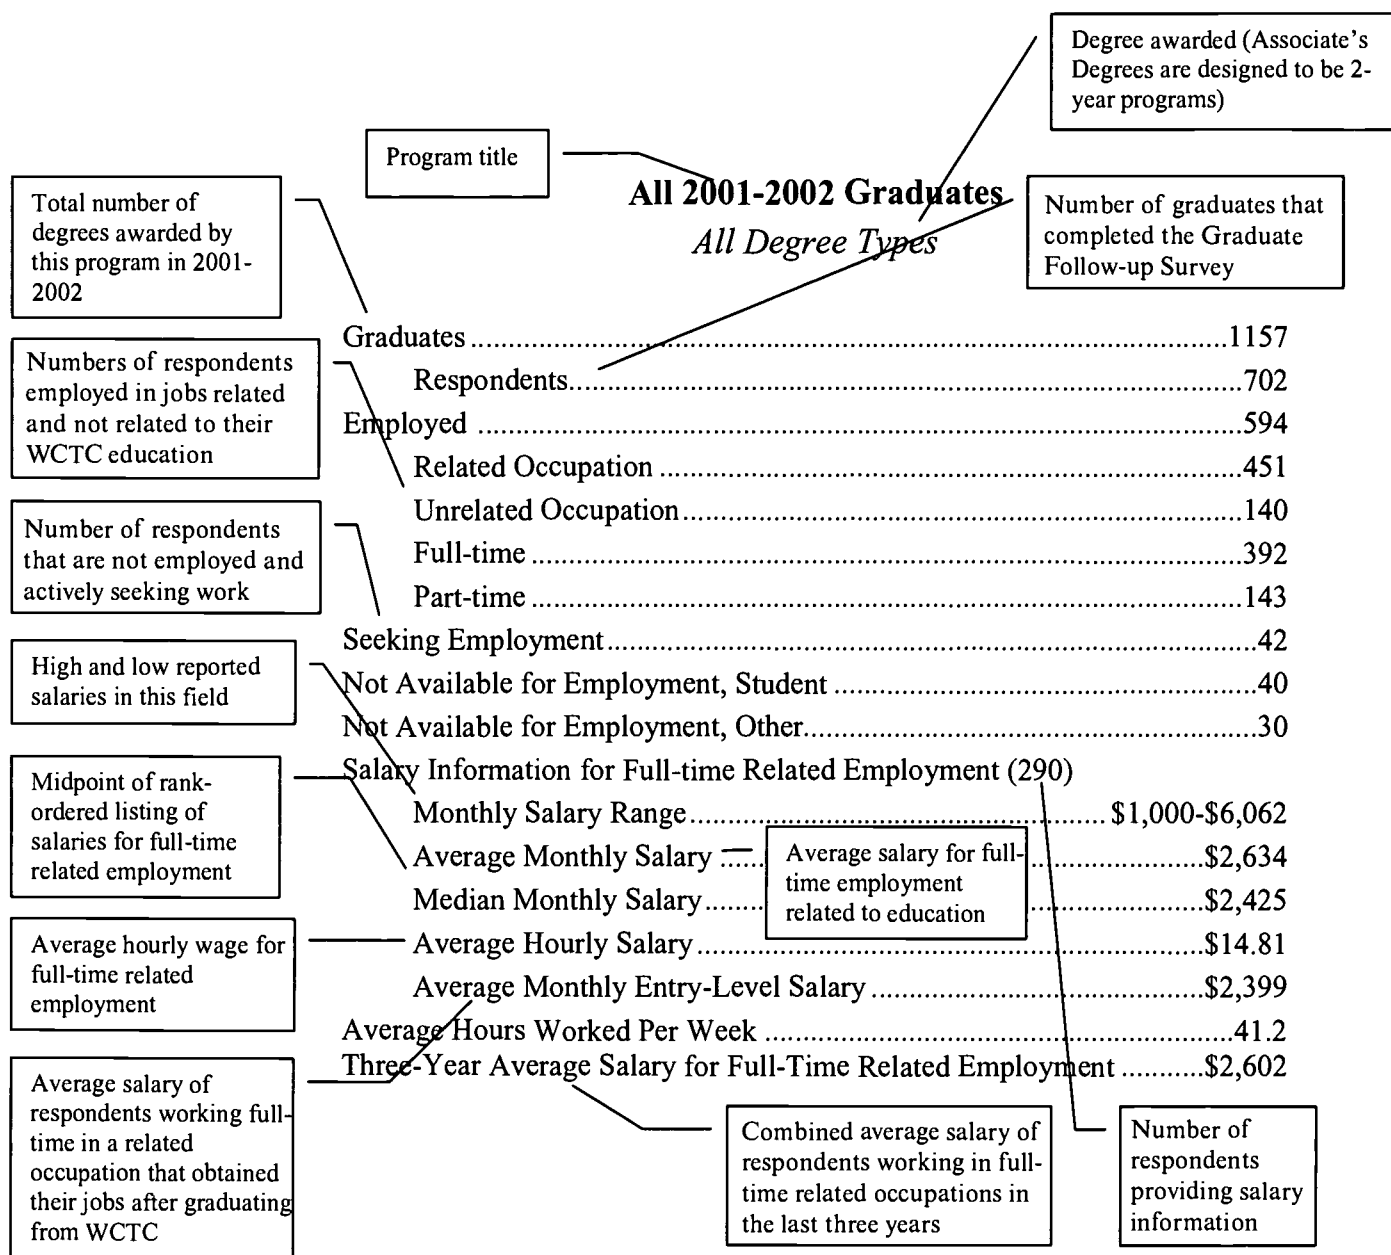 Degree awarded (Associate's
Degrees are designed to be 2-
year programs)
Program title
All 2001-2002 Graduates
All Degree Types
Total number of
degrees awarded by
this program in 2001-
2002
Number of graduates that
completed the Graduate
Follow-up Survey
Graduates ........ 1157
Respondents ........ 702
Numbers of respondents
employed in jobs related
and not related to their
WCTC education
Employed ........ 594
Related Occupation ........ 451
Unrelated Occupation ........ 140
Number of respondents
that are not employed and
actively seeking work
Full-time ........ 392
Part-time ........ 143
Seeking Employment ........ 42
High and low reported
salaries in this field
Not Available for Employment, Student ........ 40
Not Available for Employment, Other ........ 30
Midpoint of rank-
ordered listing of
salaries for full-time
related employment
Salary Information for Full-time Related Employment (290)
Monthly Salary Range ........ $1,000-$6,062
Average Monthly Salary ........ $2,634
Average salary for full-
time employment
related to education
Median Monthly Salary ........ $2,425
Average hourly wage for
full-time related
employment
Average Hourly Salary ........ $14.81
Average Monthly Entry-Level Salary ........ $2,399
Average Hours Worked Per Week ........ 41.2
Three-Year Average Salary for Full-Time Related Employment ........ $2,602
Average salary of
respondents working full-
time in a related
occupation that obtained
their jobs after graduating
from WCTC
Combined average salary of
respondents working in full-
time related occupations in
the last three years
Number of
respondents
providing salary
information